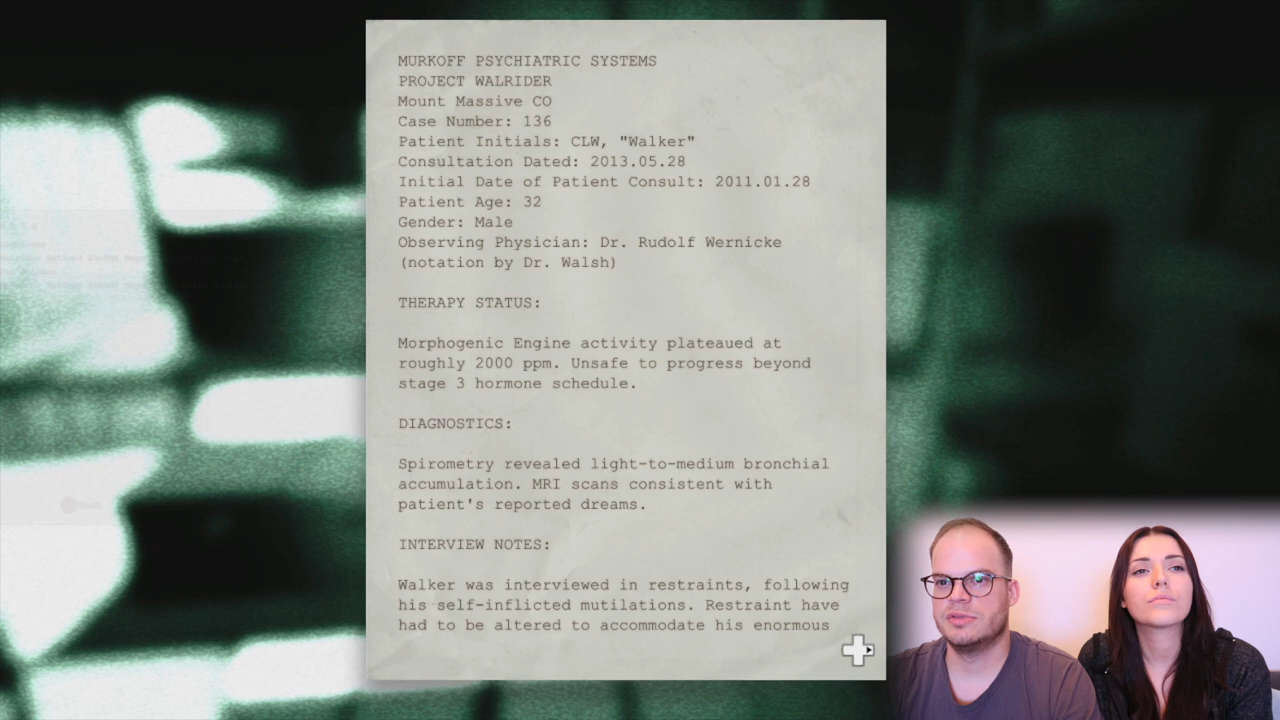 MURKOFF PSYCHIATRIC SYSTEMS
PROJECT WALRIDER
Mount Massive CO
Case Number: 136
Patient Initials: CLW, "Walker"
Consultation Dated: 2013.05.28
Initial Date of Patient Consult: 2011.01.28
Patient Age: 32
Gender: Male
Observing Physician: Dr. Rudolf Wernicke
(notation by Dr. Walsh)
THERAPY STATUS:
Morphogenic Engine activity plateaued at
roughly 2000 ppm. Unsafe to progress beyond
stage 3 hormone schedule.
DIAGNOSTICS:
Spirometry revealed light-to-medium bronchial
accumulation. MRI scans consistent with
patient's reported dreams.
INTERVIEW NOTES:
Walker was interviewed in restraints, following
his self-inflicted mutilations. Restraint have
had to be altered to accommodate his enormous